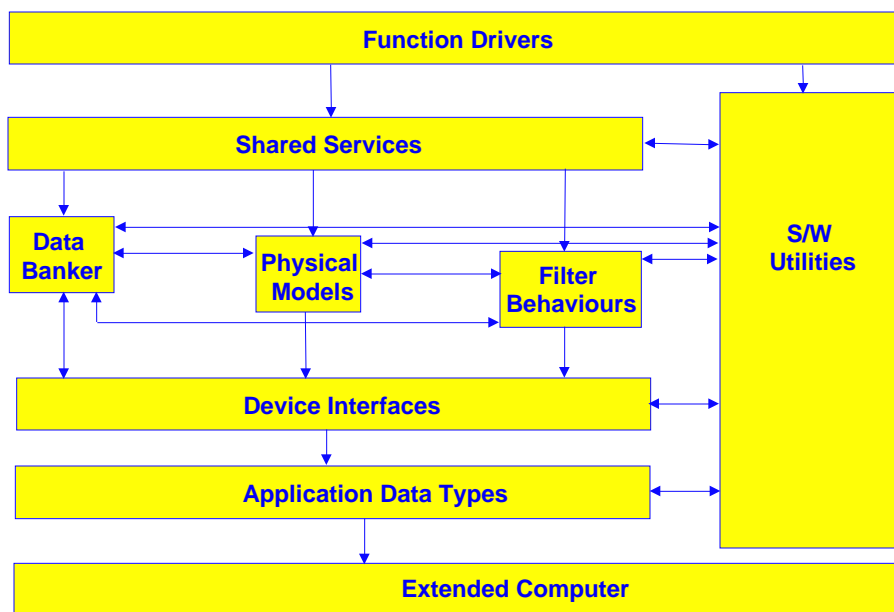 Function Drivers
Shared Services
Data
Banker
Physical
Models
Filter
Behaviours
S/W
Utilities
Device Interfaces
Application Data Types
Extended Computer